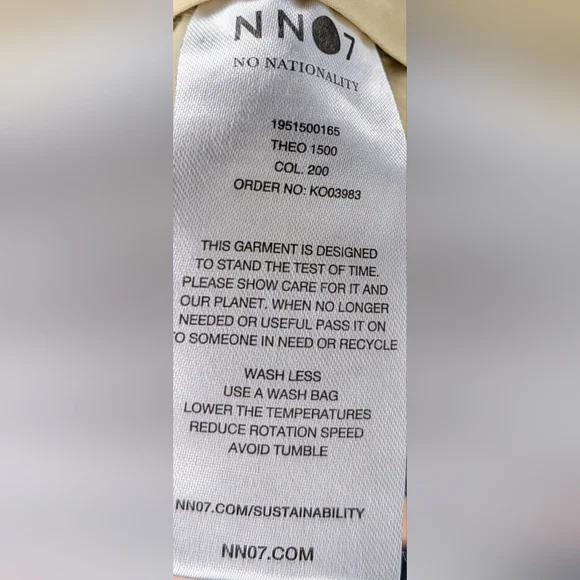 NN07
NO NATIONALITY
1951500165
THEO 1500
COL. 200
ORDER NO: KO03983
THIS GARMENT IS DESIGNED
TO STAND THE TEST OF TIME.
PLEASE SHOW CARE FOR IT AND
OUR PLANET. WHEN NO LONGER
NEEDED OR USEFUL PASS IT ON
TO SOMEONE IN NEED OR RECYCLE
WASH LESS
USE A WASH BAG
LOWER THE TEMPERATURES
REDUCE ROTATION SPEED
AVOID TUMBLE
NN07.COM/SUSTAINABILITY
NN07.COM